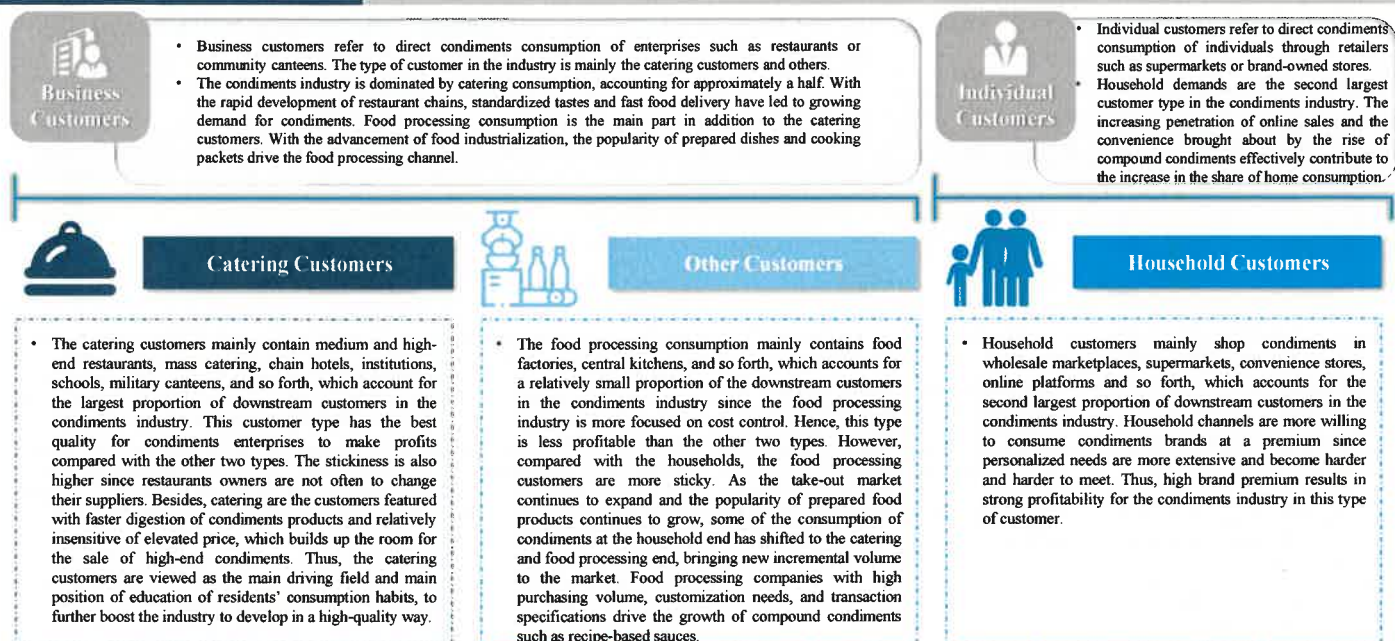 Business
Customers
• Business customers refer to direct condiments consumption of enterprises such as restaurants or
community canteens. The type of customer in the industry is mainly the catering customers and others.
• The condiments industry is dominated by catering consumption, accounting for approximately a half. With
the rapid development of restaurant chains, standardized tastes and fast food delivery have led to growing
demand for condiments. Food processing consumption is the main part in addition to the catering
customers. With the advancement of food industrialization, the popularity of prepared dishes and cooking
packets drive the food processing channel.
Individual
Customers
• Individual customers refer to direct condiments
consumption of individuals through retailers
such as supermarkets or brand-owned stores.
• Household demands are the second largest
customer type in the condiments industry. The
increasing penetration of online sales and the
convenience brought about by the rise of
compound condiments effectively contribute to
the increase in the share of home consumption.
Catering Customers
• The catering customers mainly contain medium and high-
end restaurants, mass catering, chain hotels, institutions,
schools, military canteens, and so forth, which account for
the largest proportion of downstream customers in the
condiments industry. This customer type has the best
quality for condiments enterprises to make profits
compared with the other two types. The stickiness is also
higher since restaurants owners are not often to change
their suppliers. Besides, catering are the customers featured
with faster digestion of condiments products and relatively
insensitive of elevated price, which builds up the room for
the sale of high-end condiments. Thus, the catering
customers are viewed as the main driving field and main
position of education of residents' consumption habits, to
further boost the industry to develop in a high-quality way.
Other Customers
• The food processing consumption mainly contains food
factories, central kitchens, and so forth, which accounts for
a relatively small proportion of the downstream customers
in the condiments industry since the food processing
industry is more focused on cost control. Hence, this type
is less profitable than the other two types. However,
compared with the households, the food processing
customers are more sticky. As the take-out market
continues to expand and the popularity of prepared food
products continues to grow, some of the consumption of
condiments at the household end has shifted to the catering
and food processing end, bringing new incremental volume
to the market. Food processing companies with high
purchasing volume, customization needs, and transaction
specifications drive the growth of compound condiments
such as recipe-based sauces.
Household Customers
• Household customers mainly shop condiments in
wholesale marketplaces, supermarkets, convenience stores,
online platforms and so forth, which accounts for the
second largest proportion of downstream customers in the
condiments industry. Household channels are more willing
to consume condiments brands at a premium since
personalized needs are more extensive and become harder
and harder to meet. Thus, high brand premium results in
strong profitability for the condiments industry in this type
of customer.